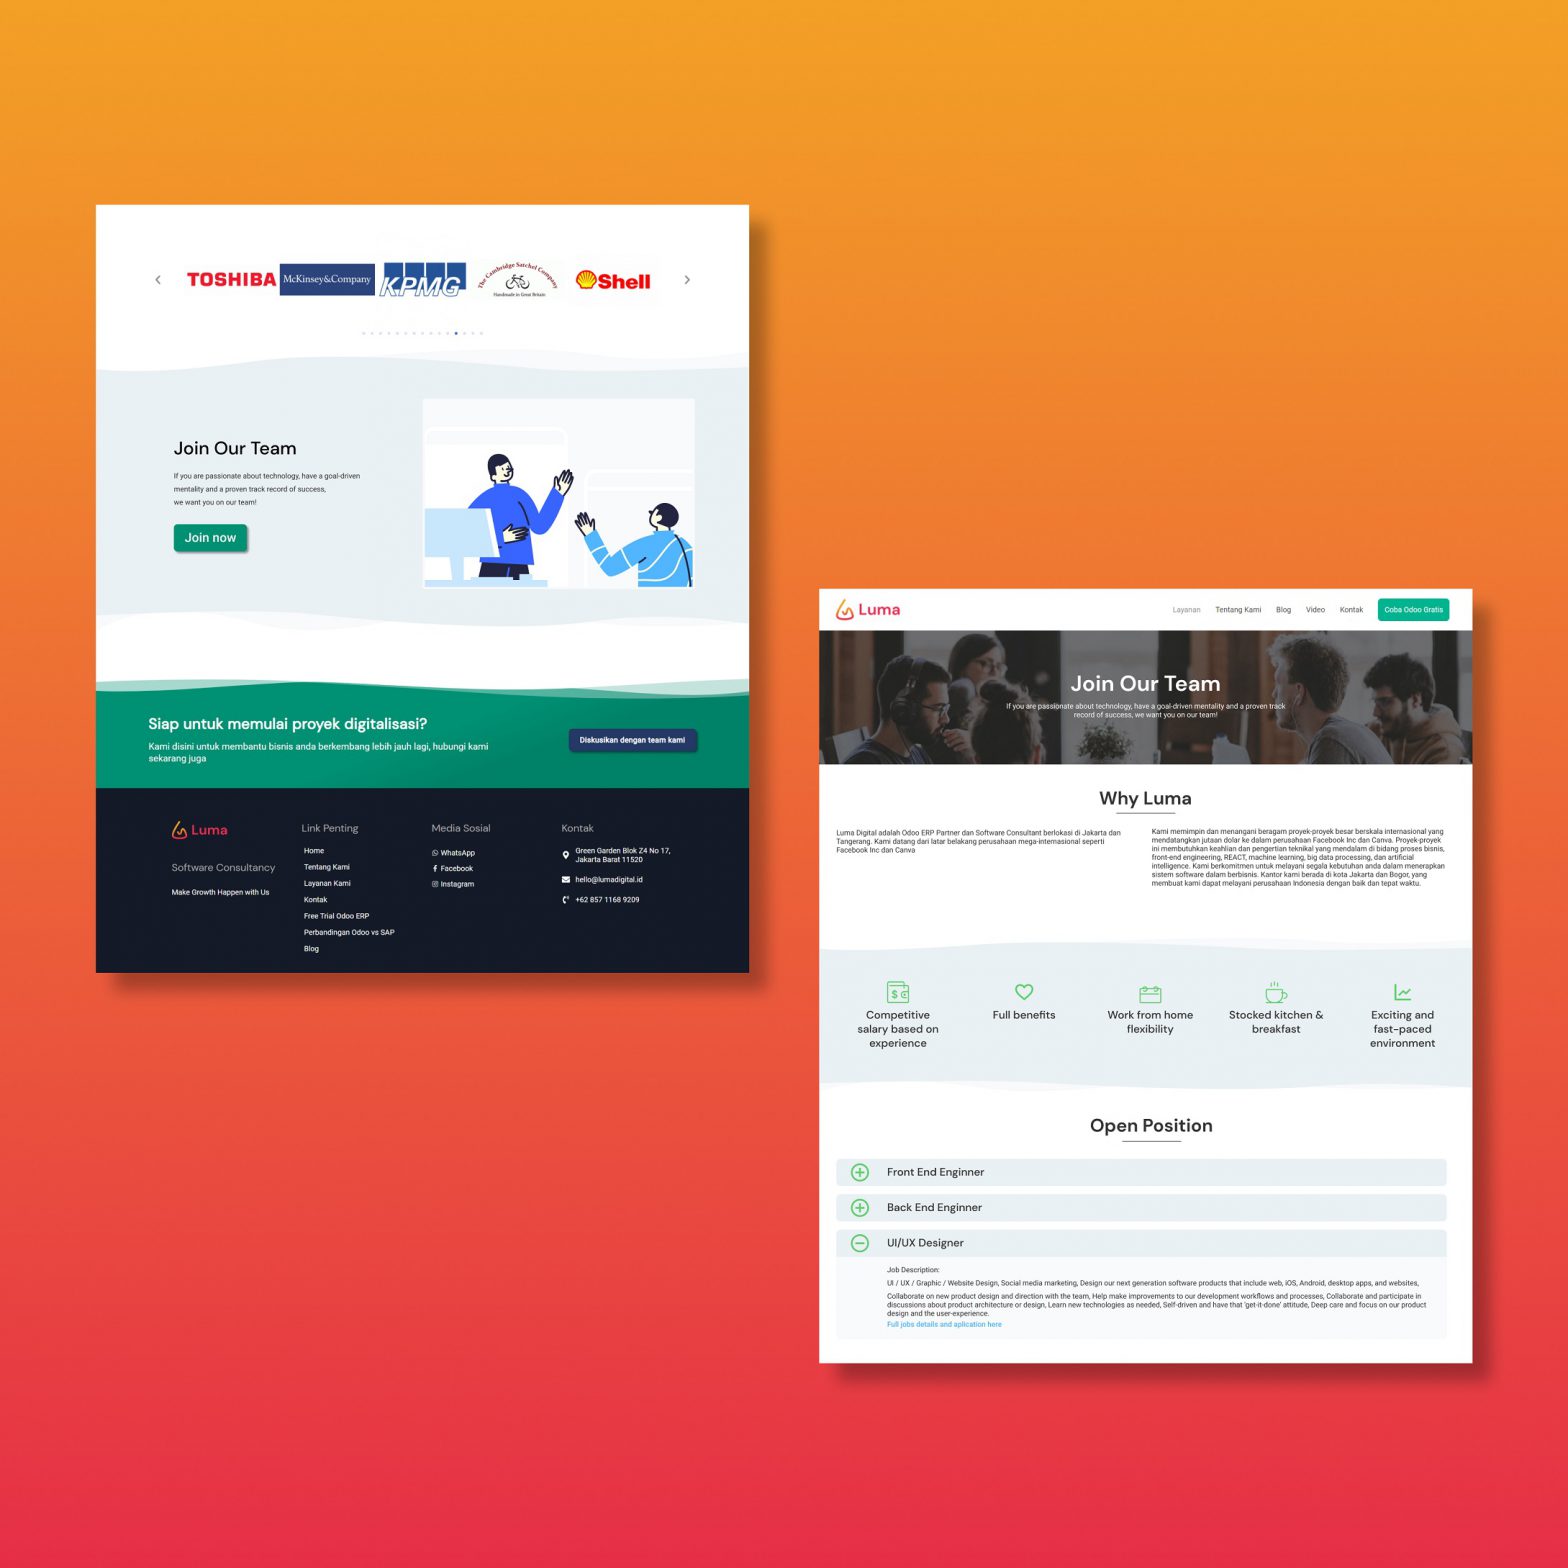 TOSHIBA
McKinsey&Company
KPMG
The Cambridge Satchel Company
Handmade in Great Britain
Shell
Join Our Team
If you are passionate about technology, have a goal-driven
mentality and a proven track record of success,
we want you on our team!
Join now
Siap untuk memulai proyek digitalisasi?
Kami disini untuk membantu bisnis anda berkembang lebih jauh lagi, hubungi kami
sekarang juga
Diskusikan dengan team kami
Luma
Software Consultancy
Make Growth Happen with Us
Link Penting
Home
Tentang Kami
Layanan Kami
Kontak
Free Trial Odoo ERP
Perbandingan Odoo vs SAP
Blog
Media Sosial
WhatsApp
Facebook
Instagram
Kontak
Green Garden Blok Z4 No 17,
Jakarta Barat 11520
hello@lumadigital.id
+62 857 1168 9209
Luma
Layanan
Tentang Kami
Blog
Video
Kontak
Coba Odoo Gratis
Join Our Team
If you are passionate about technology, have a goal-driven mentality and a proven track
record of success, we want you on our team!
Why Luma
Luma Digital adalah Odoo ERP Partner dan Software Consultant berlokasi di Jakarta dan
Tangerang. Kami datang dari latar belakang perusahaan mega-internasional seperti
Facebook Inc dan Canva
Kami memimpin dan menangani beragam proyek-proyek besar berskala internasional yang
mendatangkan jutaan dolar ke dalam perusahaan Facebook Inc dan Canva. Proyek-proyek
ini membutuhkan keahlian dan pengertian teknikal yang mendalam di bidang proses bisnis,
front-end engineering, REACT, machine learning, big data processing, dan artificial
intelligence. Kami berkomitmen untuk melayani segala kebutuhan anda dalam menerapkan
sistem software dalam berbisnis. Kantor kami berada di kota Jakarta dan Bogor, yang
membuat kami dapat melayani perusahaan Indonesia dengan baik dan tepat waktu.
Competitive
salary based on
experience
Full benefits
Work from home
flexibility
Stocked kitchen &
breakfast
Exciting and
fast-paced
environment
Open Position
Front End Enginner
Back End Enginner
UI/UX Designer
Job Description:
UI / UX / Graphic / Website Design, Social media marketing, Design our next generation software products that include web, iOS, Android, desktop apps, and websites,
Collaborate on new product design and direction with the team, Help make improvements to our development workflows and processes, Collaborate and participate in
discussions about product architecture or design, Learn new technologies as needed, Self-driven and have that 'get-it-done' attitude, Deep care and focus on our product
design and the user-experience.
Full jobs details and aplication here